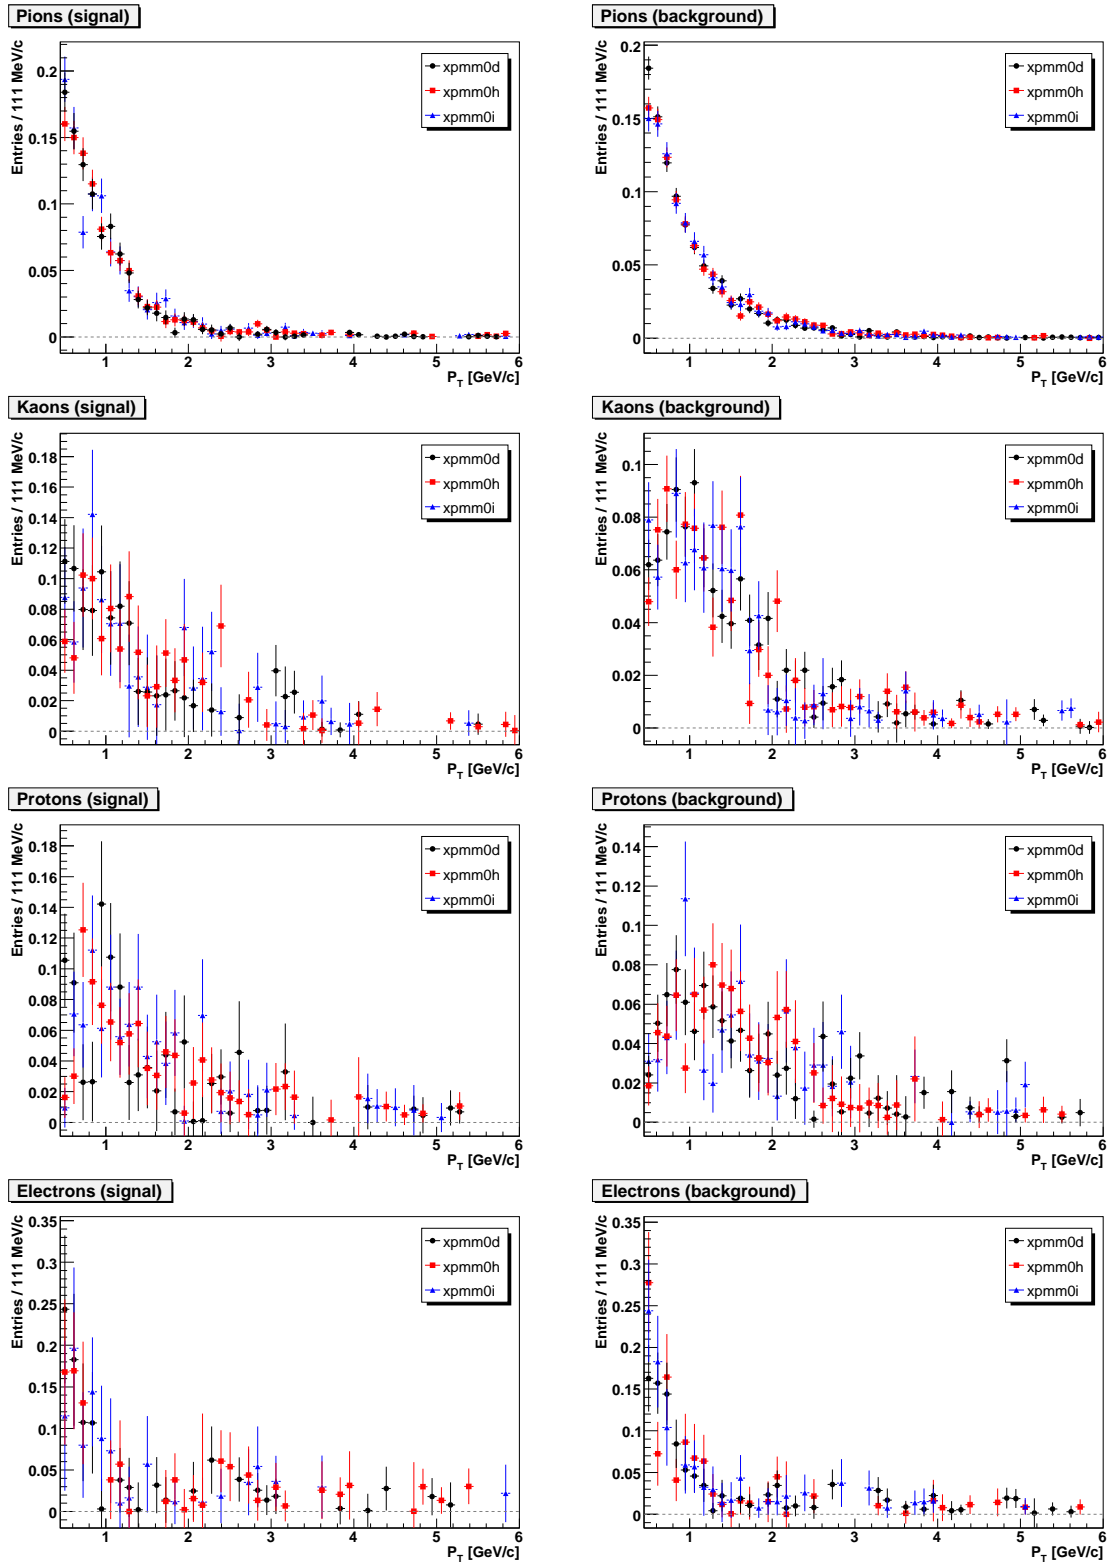 Pions (signal)
Entries / 111 MeV/c
0.2
0.15
0.1
0.05
0
xpmm0d
xpmm0h
xpmm0i
1 2 3 4 5 6
P_T [GeV/c]
Pions (background)
Entries / 111 MeV/c
0.2
0.15
0.1
0.05
0
xpmm0d
xpmm0h
xpmm0i
1 2 3 4 5 6
P_T [GeV/c]
Kaons (signal)
Entries / 111 MeV/c
0.18
0.16
0.14
0.12
0.1
0.08
0.06
0.04
0.02
0
xpmm0d
xpmm0h
xpmm0i
1 2 3 4 5 6
P_T [GeV/c]
Kaons (background)
Entries / 111 MeV/c
0.1
0.08
0.06
0.04
0.02
0
xpmm0d
xpmm0h
xpmm0i
1 2 3 4 5 6
P_T [GeV/c]
Protons (signal)
Entries / 111 MeV/c
0.18
0.16
0.14
0.12
0.1
0.08
0.06
0.04
0.02
0
xpmm0d
xpmm0h
xpmm0i
1 2 3 4 5 6
P_T [GeV/c]
Protons (background)
Entries / 111 MeV/c
0.14
0.12
0.1
0.08
0.06
0.04
0.02
0
xpmm0d
xpmm0h
xpmm0i
1 2 3 4 5 6
P_T [GeV/c]
Electrons (signal)
Entries / 111 MeV/c
0.35
0.3
0.25
0.2
0.15
0.1
0.05
0
xpmm0d
xpmm0h
xpmm0i
1 2 3 4 5 6
P_T [GeV/c]
Electrons (background)
Entries / 111 MeV/c
0.35
0.3
0.25
0.2
0.15
0.1
0.05
0
xpmm0d
xpmm0h
xpmm0i
1 2 3 4 5 6
P_T [GeV/c]